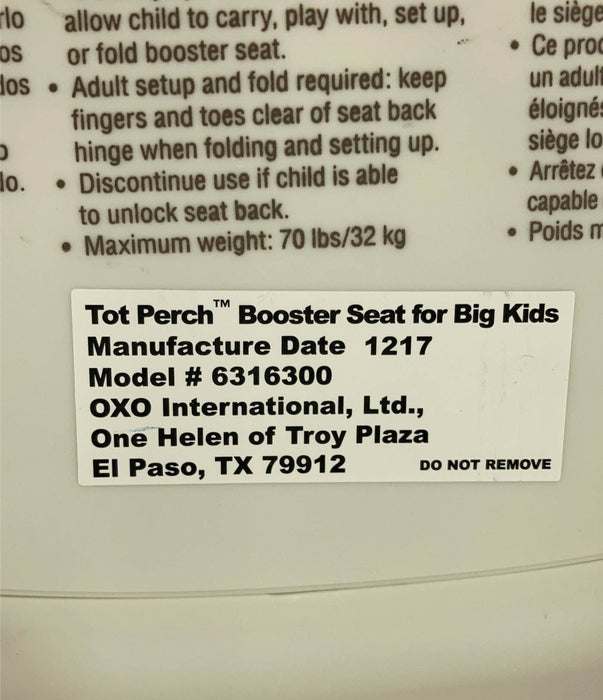 allow child to carry, play with, set up,
or fold booster seat.
• Adult setup and fold required: keep
fingers and toes clear of seat back
hinge when folding and setting up.
• Discontinue use if child is able
to unlock seat back.
• Maximum weight: 70 lbs/32 kg
lo.
le siège
• Ce
un
siège
• Arrêtez
capable
• Poids
Tot Perch™ Booster Seat for Big Kids
Manufacture Date 1217
Model # 6316300
OXO International, Ltd.,
One Helen of Troy Plaza
El Paso, TX 79912 DO NOT REMOVE